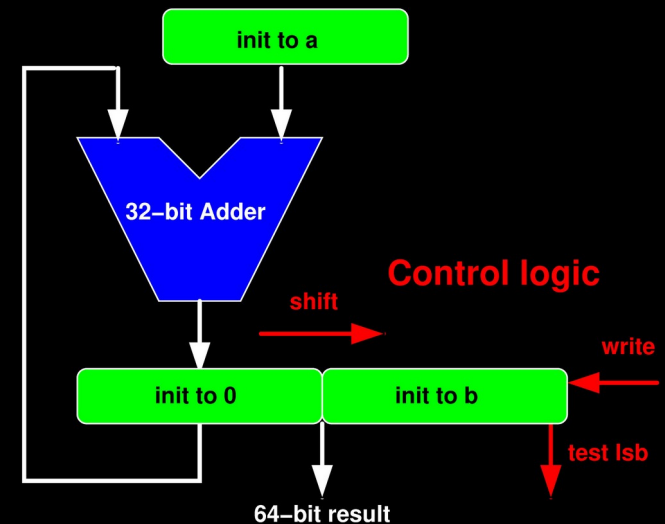 init to a
32−bit Adder
Control logic
shift
write
init to 0
init to b
test lsb
64−bit result